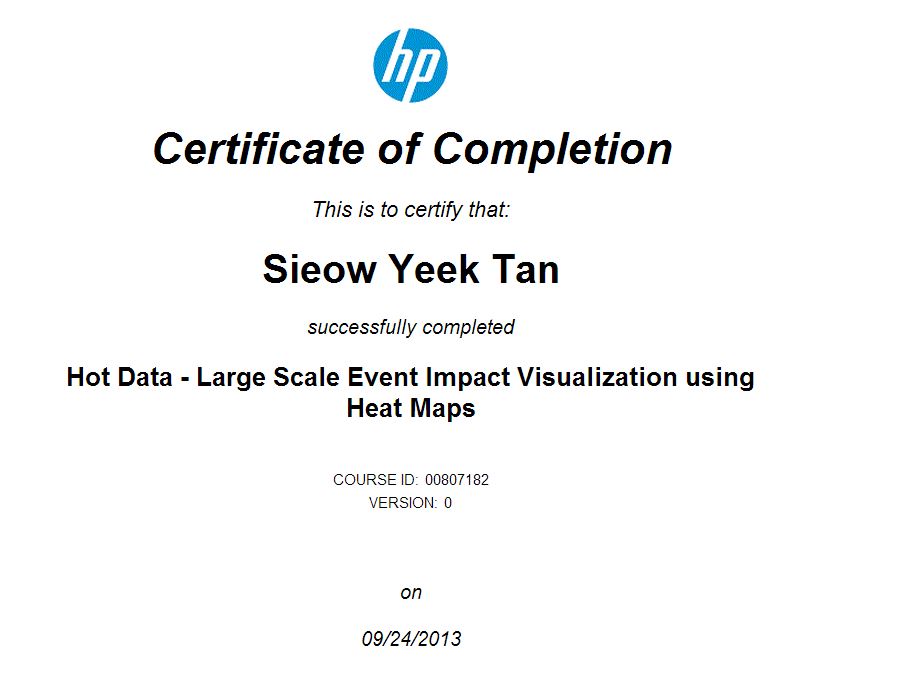 hp
Certificate of Completion
This is to certify that:
Sieow Yeek Tan
successfully completed
Hot Data - Large Scale Event Impact Visualization using
Heat Maps
COURSE ID: 00807182
VERSION: 0
on
09/24/2013